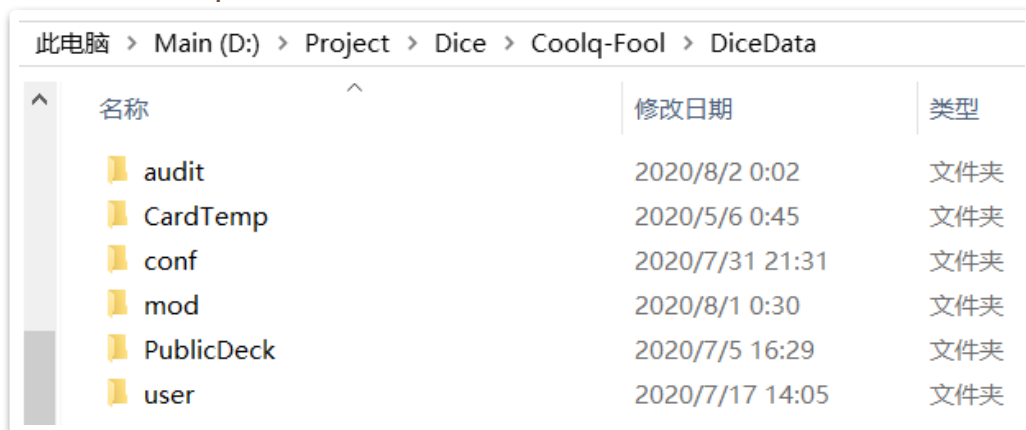 此电脑 > Main (D:) > Project > Dice > Coolq-Fool > DiceData
名称 修改日期 类型
audit 2020/8/2 0:02 文件夹
CardTemp 2020/5/6 0:45 文件夹
conf 2020/7/31 21:31 文件夹
mod 2020/8/1 0:30 文件夹
PublicDeck 2020/7/5 16:29 文件夹
user 2020/7/17 14:05 文件夹